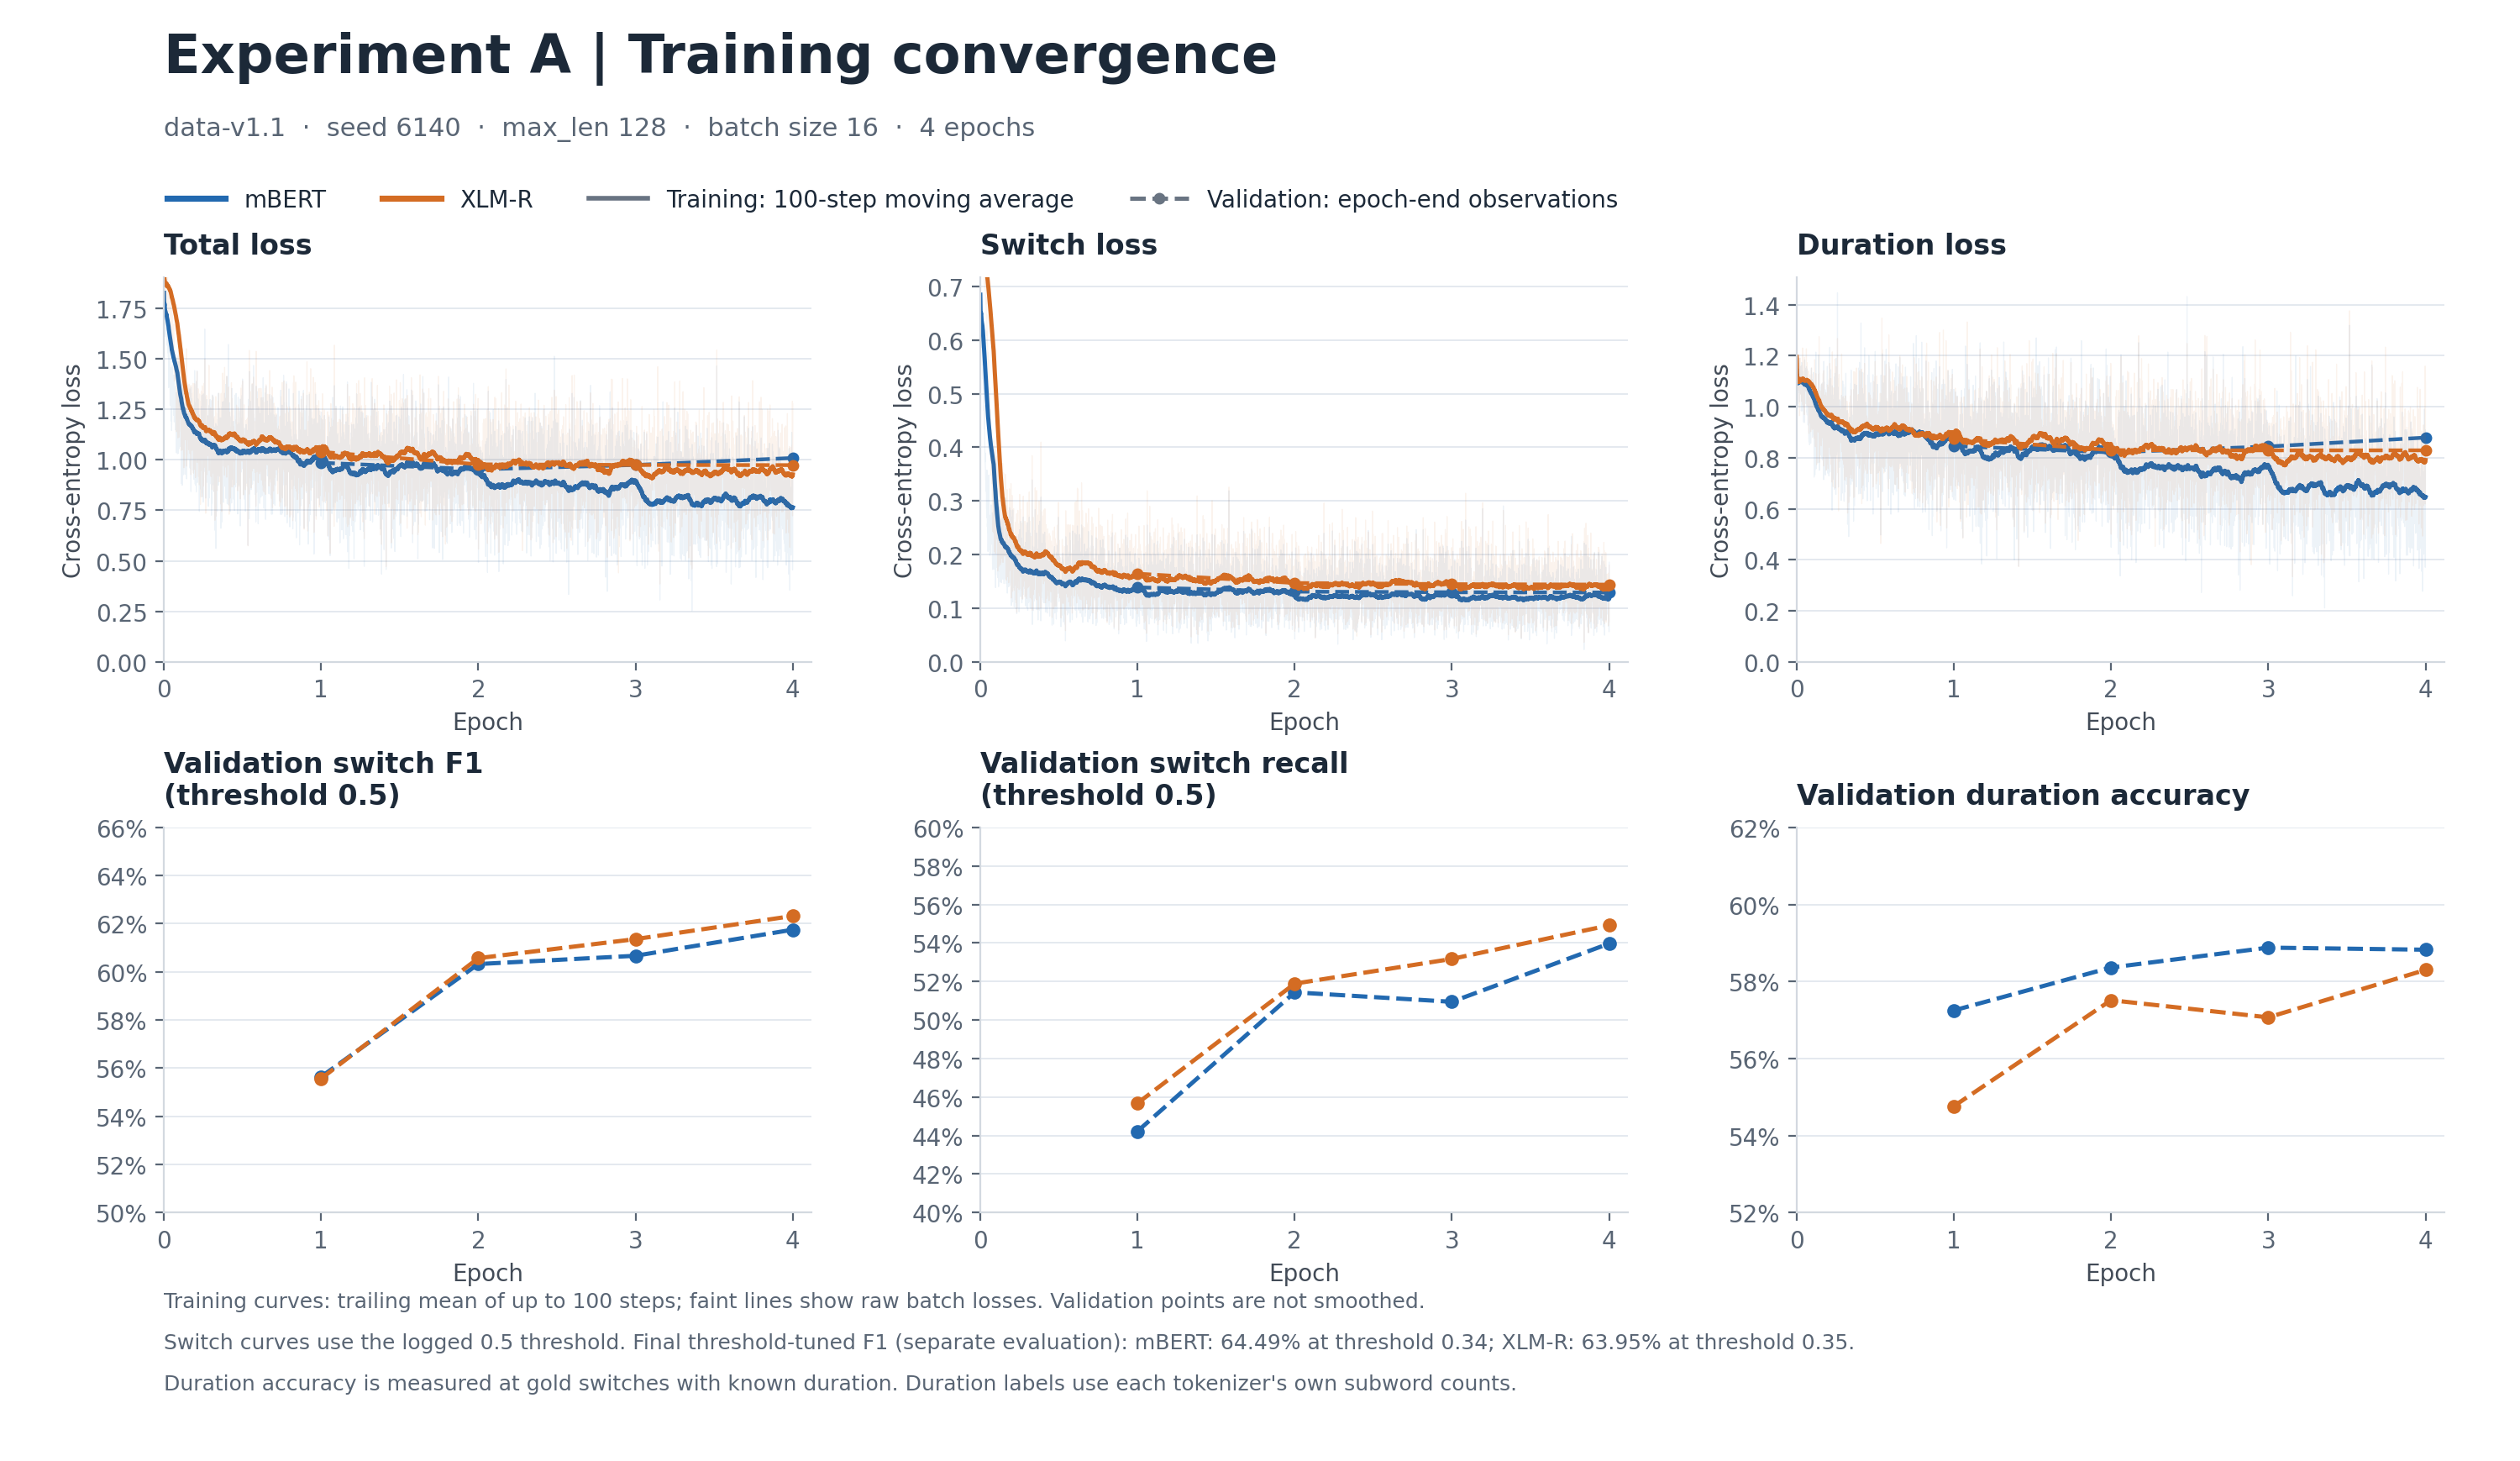 Experiment A | Training convergence
data-v1.1 · seed 6140 · max_len 128 · batch size 16 · 4 epochs
mBERT XLM-R Training: 100-step moving average Validation: epoch-end observations
Total loss
Cross-entropy loss
1.75
1.50
1.25
1.00
0.75
0.50
0.25
0.00
0 1 2 3 4
Epoch
Switch loss
Cross-entropy loss
0.7
0.6
0.5
0.4
0.3
0.2
0.1
0.0
0 1 2 3 4
Epoch
Duration loss
Cross-entropy loss
1.4
1.2
1.0
0.8
0.6
0.4
0.2
0.0
0 1 2 3 4
Epoch
Validation switch F1
(threshold 0.5)
66%
64%
62%
60%
58%
56%
54%
52%
50%
0 1 2 3 4
Epoch
Validation switch recall
(threshold 0.5)
60%
58%
56%
54%
52%
50%
48%
46%
44%
42%
40%
0 1 2 3 4
Epoch
Validation duration accuracy
62%
60%
58%
56%
54%
52%
0 1 2 3 4
Epoch
Training curves: trailing mean of up to 100 steps; faint lines show raw batch losses. Validation points are not smoothed.
Switch curves use the logged 0.5 threshold. Final threshold-tuned F1 (separate evaluation): mBERT: 64.49% at threshold 0.34; XLM-R: 63.95% at threshold 0.35.
Duration accuracy is measured at gold switches with known duration. Duration labels use each tokenizer's own subword counts.